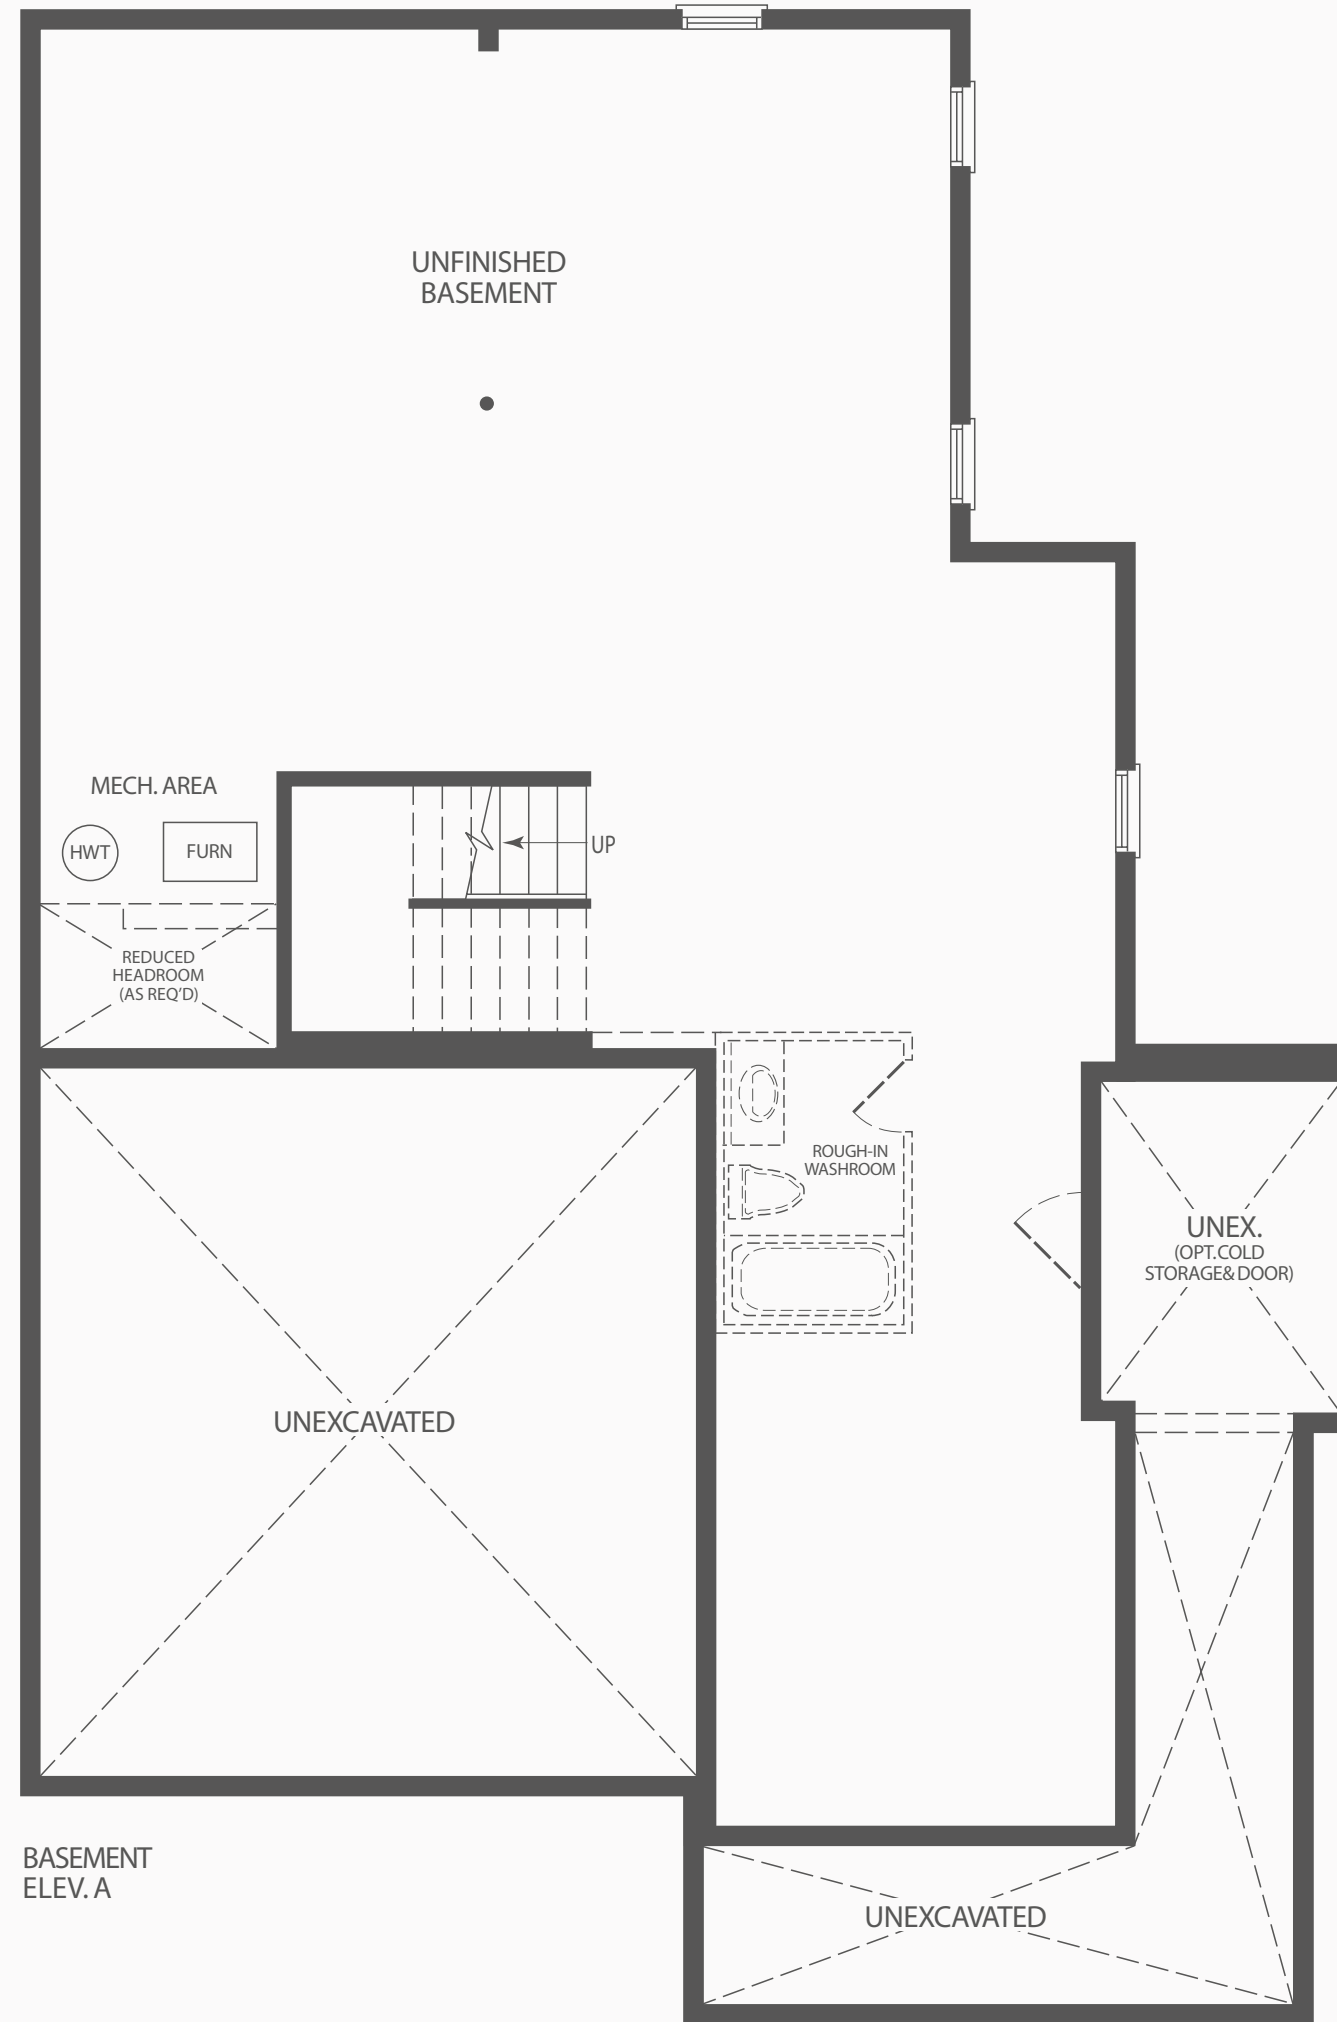 UNFINISHED
BASEMENT
MECH. AREA
HWT
FURN
UP
REDUCED
HEADROOM
(AS REQ'D)
ROUGH-IN
WASHROOM
UNEX.
(OPT.COLD
STORAGE& DOOR)
UNEXCAVATED
BASEMENT
ELEV. A
UNEXCAVATED